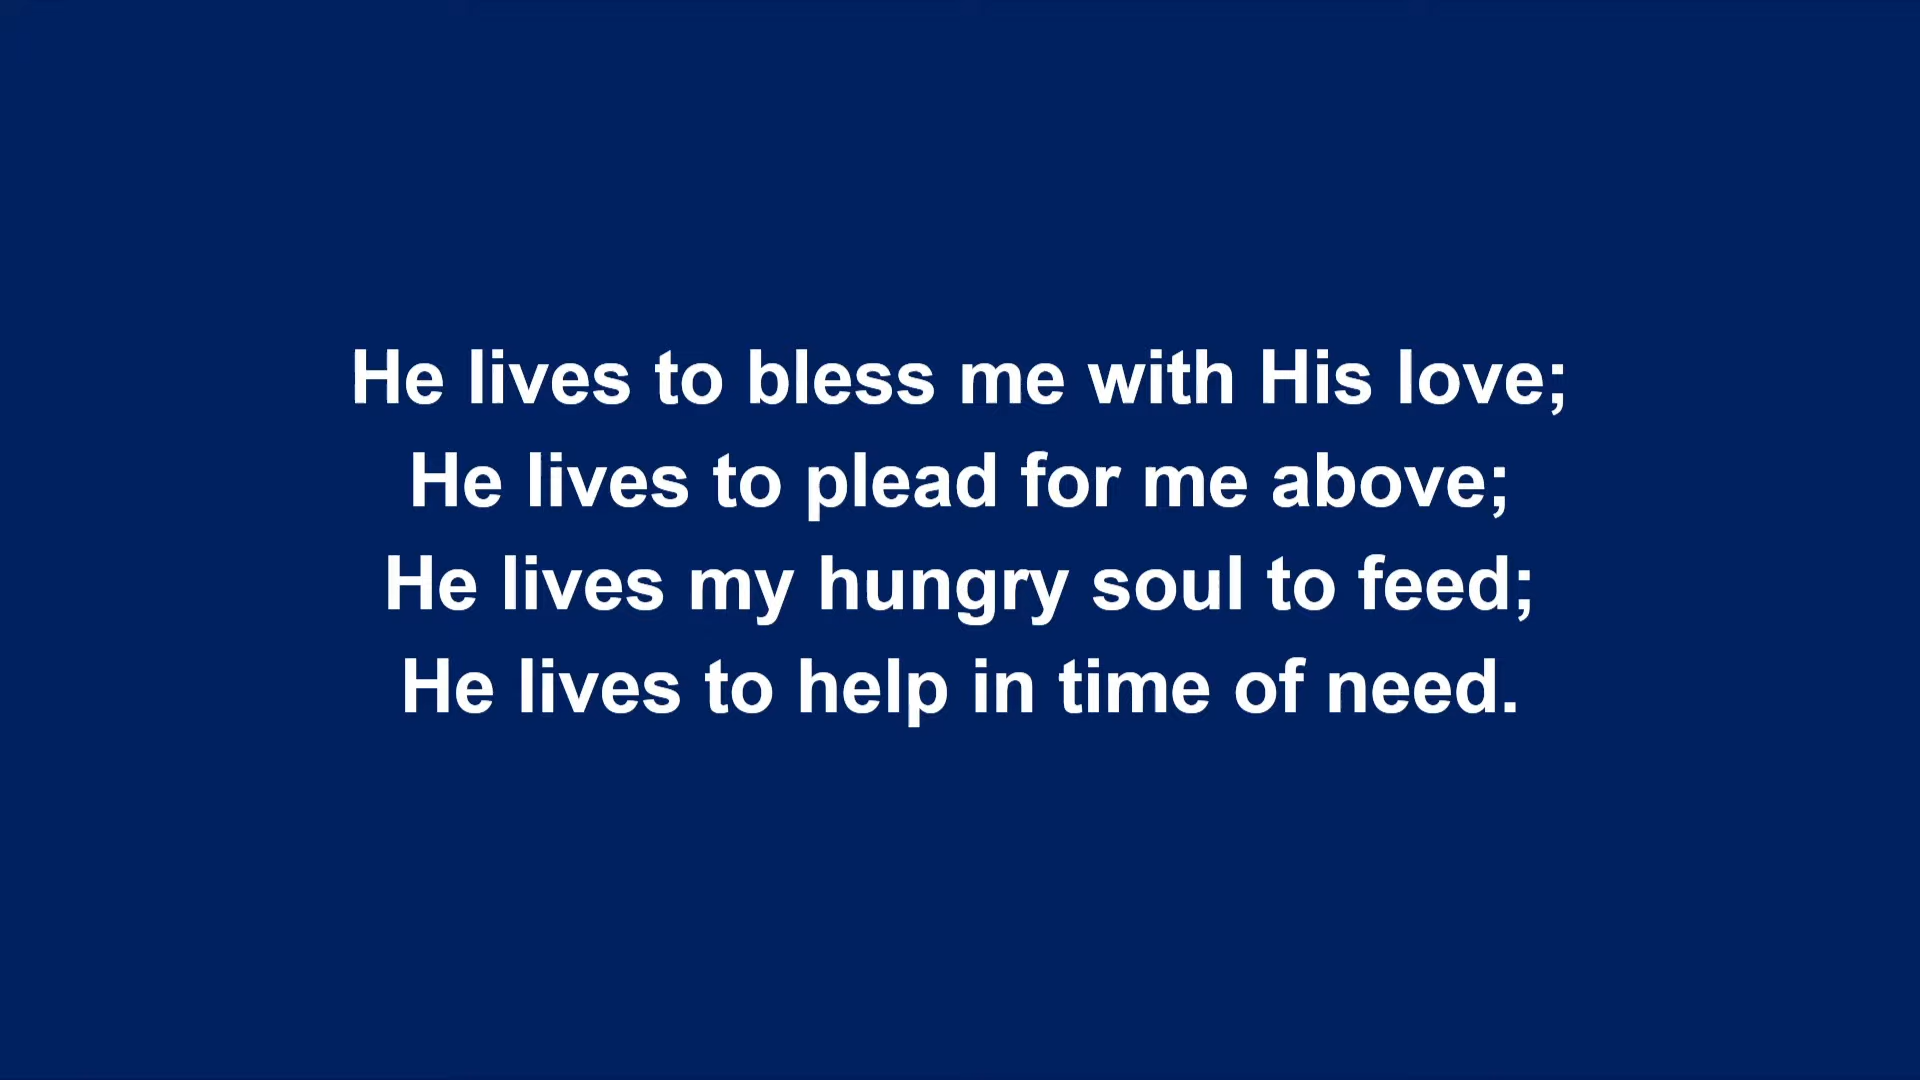 He lives to bless me with His love;
He lives to plead for me above;
He lives my hungry soul to feed;
He lives to help in time of need.